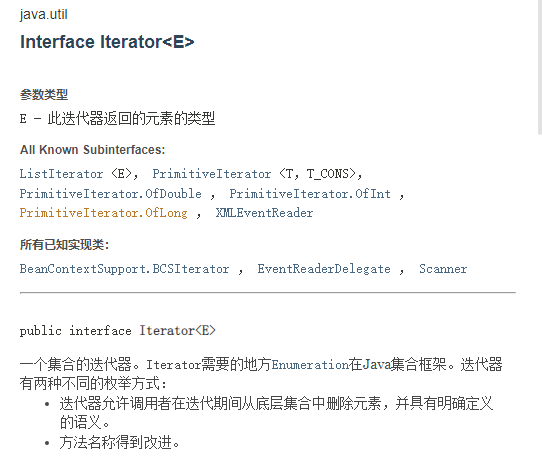 java.util
Interface Iterator<E>
参数类型
E - 此迭代器返回的元素的类型
All Known Subinterfaces:
ListIterator <E>， PrimitiveIterator <T，T_CONS>，
PrimitiveIterator.OfDouble ， PrimitiveIterator.OfInt ，
PrimitiveIterator.OfLong ， XMLEventReader
所有已知实现类：
BeanContextSupport.BCSIterator ， EventReaderDelegate ， Scanner
public interface Iterator<E>
一个集合的迭代器。Iterator需要的地方Enumeration在Java集合框架。迭代器
有两种不同的枚举方式：
• 迭代器允许调用者在迭代期间从底层集合中删除元素，并具有明确定义
的语义。
• 方法名称得到改进。